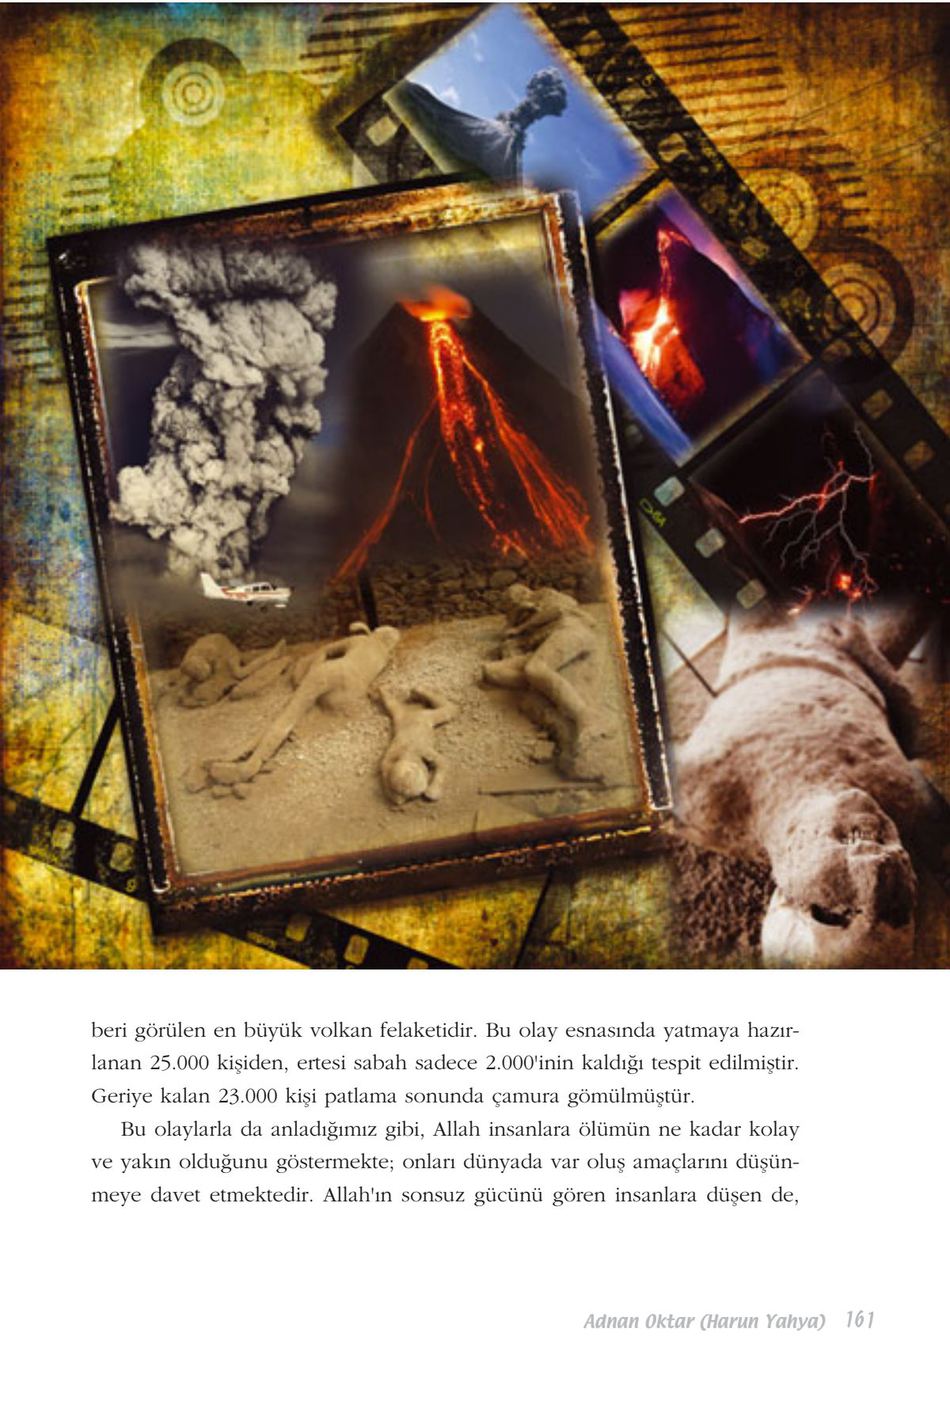 beri görülen en büyük volkan felaketidir. Bu olay esnasında yatmaya hazır-
lanan 25.000 kişiden, ertesi sabah sadece 2.000'inin kaldığı tespit edilmiştir.
Geriye kalan 23.000 kişi patlama sonunda çamura gömülmüştür.
Bu olaylarla da anladığımız gibi, Allah insanlara ölümün ne kadar kolay
ve yakın olduğunu göstermekte; onları dünyada var oluş amaçlarını düşün-
meye davet etmektedir. Allah'ın sonsuz gücünü gören insanlara düşen de,
Adnan Oktar (Harun Yahya) 161